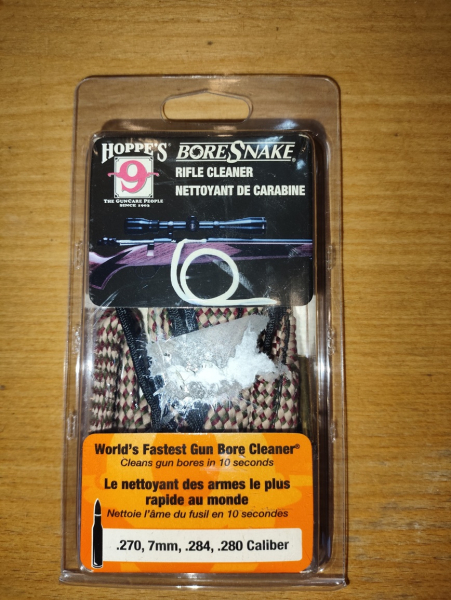 HOPPE'S
9
THE GUNCARE PEOPLE
SINCE 1903
BORESNAKE®
RIFLE CLEANER
NETTOYANT DE CARABINE
World's Fastest Gun Bore Cleaner®
Cleans gun bores in 10 seconds
Le nettoyant des armes le plus
rapide au monde
Nettoie l'âme du fusil en 10 secondes
.270, 7mm, .284, .280 Caliber